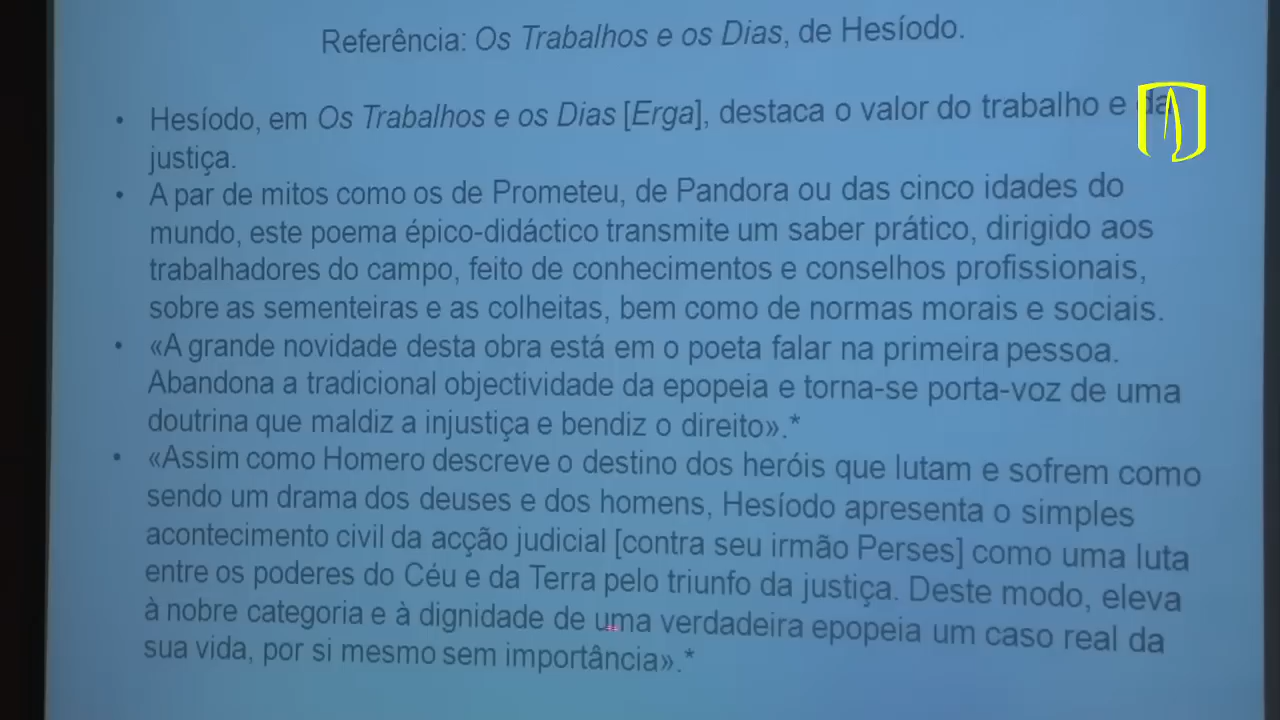 Referência: Os Trabalhos e os Dias, de Hesíodo.
• Hesíodo, em Os Trabalhos e os Dias [Erga], destaca o valor do trabalho e da
justiça.
• A par de mitos como os de Prometeu, de Pandora ou das cinco idades do
mundo, este poema épico-didáctico transmite um saber prático, dirigido aos
trabalhadores do campo, feito de conhecimentos e conselhos profissionais,
sobre as sementeiras e as colheitas, bem como de normas morais e sociais.
• «A grande novidade desta obra está em o poeta falar na primeira pessoa.
Abandona a tradicional objectividade da epopeia e torna-se porta-voz de uma
doutrina que maldiz a injustiça e bendiz o direito».*
• «Assim como Homero descreve o destino dos heróis que lutam e sofrem como
sendo um drama dos deuses e dos homens, Hesíodo apresenta o simples
acontecimento civil da acção judicial [contra seu irmão Perses] como uma luta
entre os poderes do Céu e da Terra pelo triunfo da justiça. Deste modo, eleva
à nobre categoria e à dignidade de uma verdadeira epopeia um caso real da
sua vida, por si mesmo sem importância».*